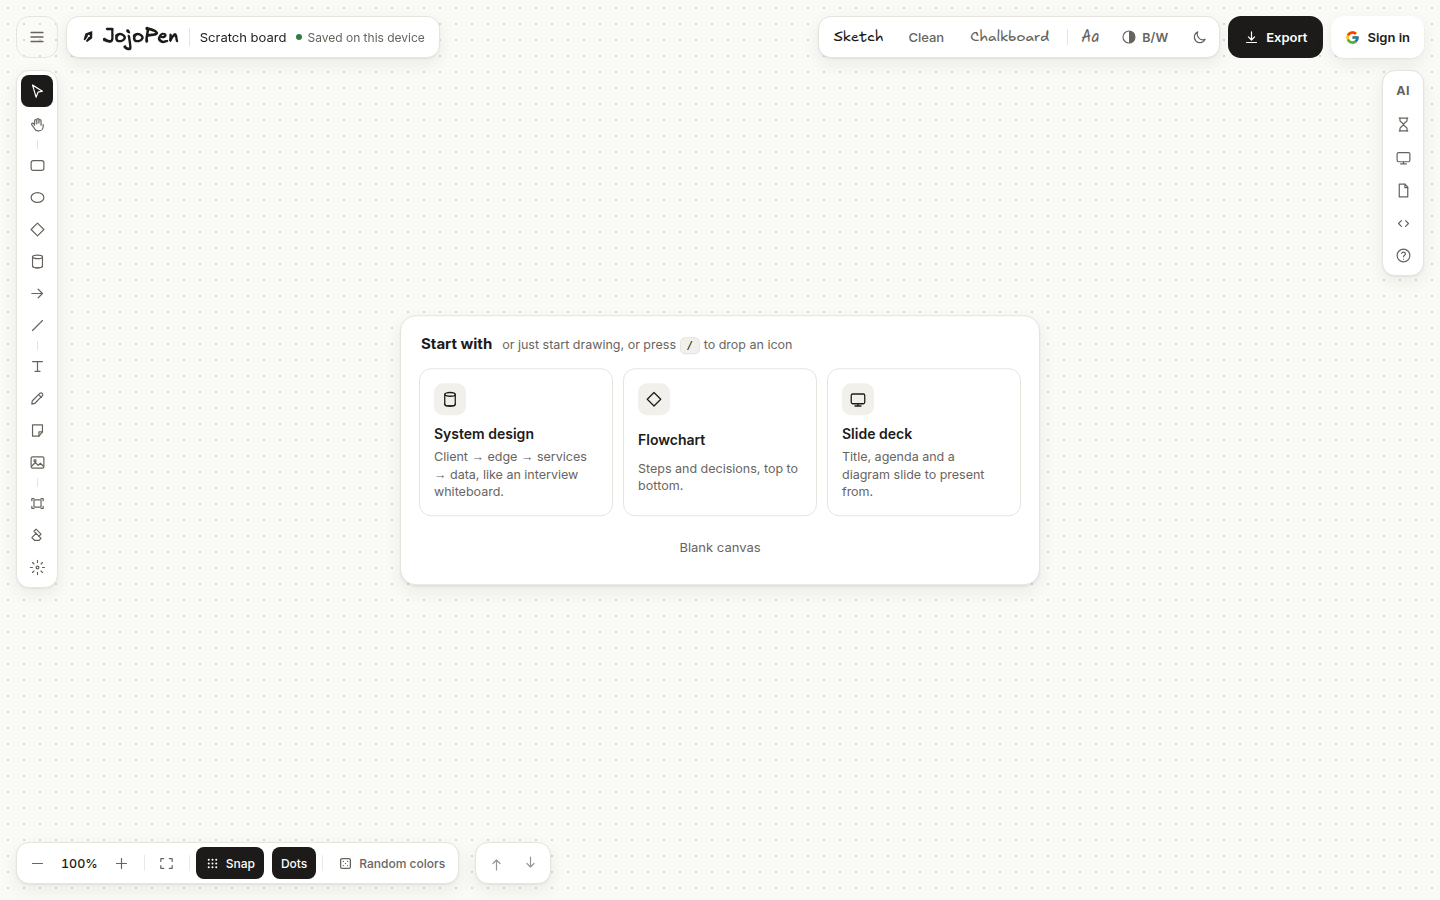 JojoPen Scratch board Saved on this device
Sketch Clean Chalkboard Aa B/W Export Sign in
AI
Start with or just start drawing, or press / to drop an icon
System design
Client → edge → services
→ data, like an interview
whiteboard.
Flowchart
Steps and decisions, top to
bottom.
Slide deck
Title, agenda and a
diagram slide to present
from.
Blank canvas
100% Snap Dots Random colors